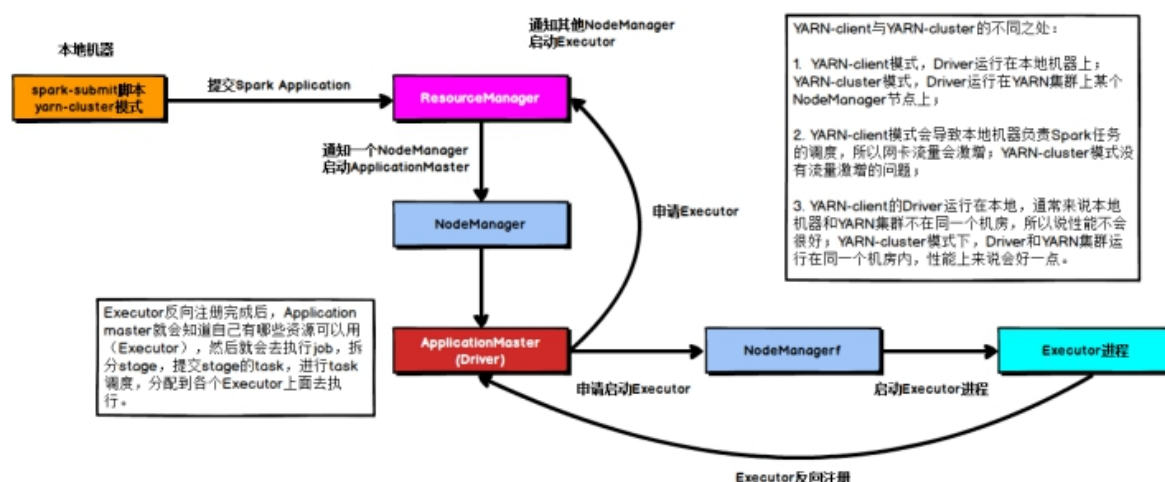 通知其他NodeManager
启动Executor
本地机器
spark-submit脚本
yarn-cluster模式
提交Spark Application
ResourceManager
通知一个NodeManager
启动ApplicationMaster
NodeManager
申请Executor
YARN-client与YARN-cluster的不同之处：
1. YARN-client模式，Driver运行在本地机器上；
YARN-cluster模式，Driver运行在YARN集群上某个
NodeManager节点上；
2. YARN-client模式会导致本地机器负责Spark任务
的调度，所以网卡流量会激增；YARN-cluster模式没
有流量激增的问题；
3. YARN-client的Driver运行在本地，通常来说本地
机器和YARN集群不在同一个机房，所以说性能不会
很好；YARN-cluster模式下，Driver和YARN集群运
行在同一个机房内，性能上来说会好一点。
Executor反向注册完成后，Application
master就会知道自己有哪些资源可以用
（Executor），然后就会去执行job，拆
分stage，提交stage的task，进行task
调度，分配到各个Executor上面去执
行。
ApplicationMaster
(Driver)
申请启动Executor
NodeManagerf
启动Executor进程
Executor进程
Executor反向注册